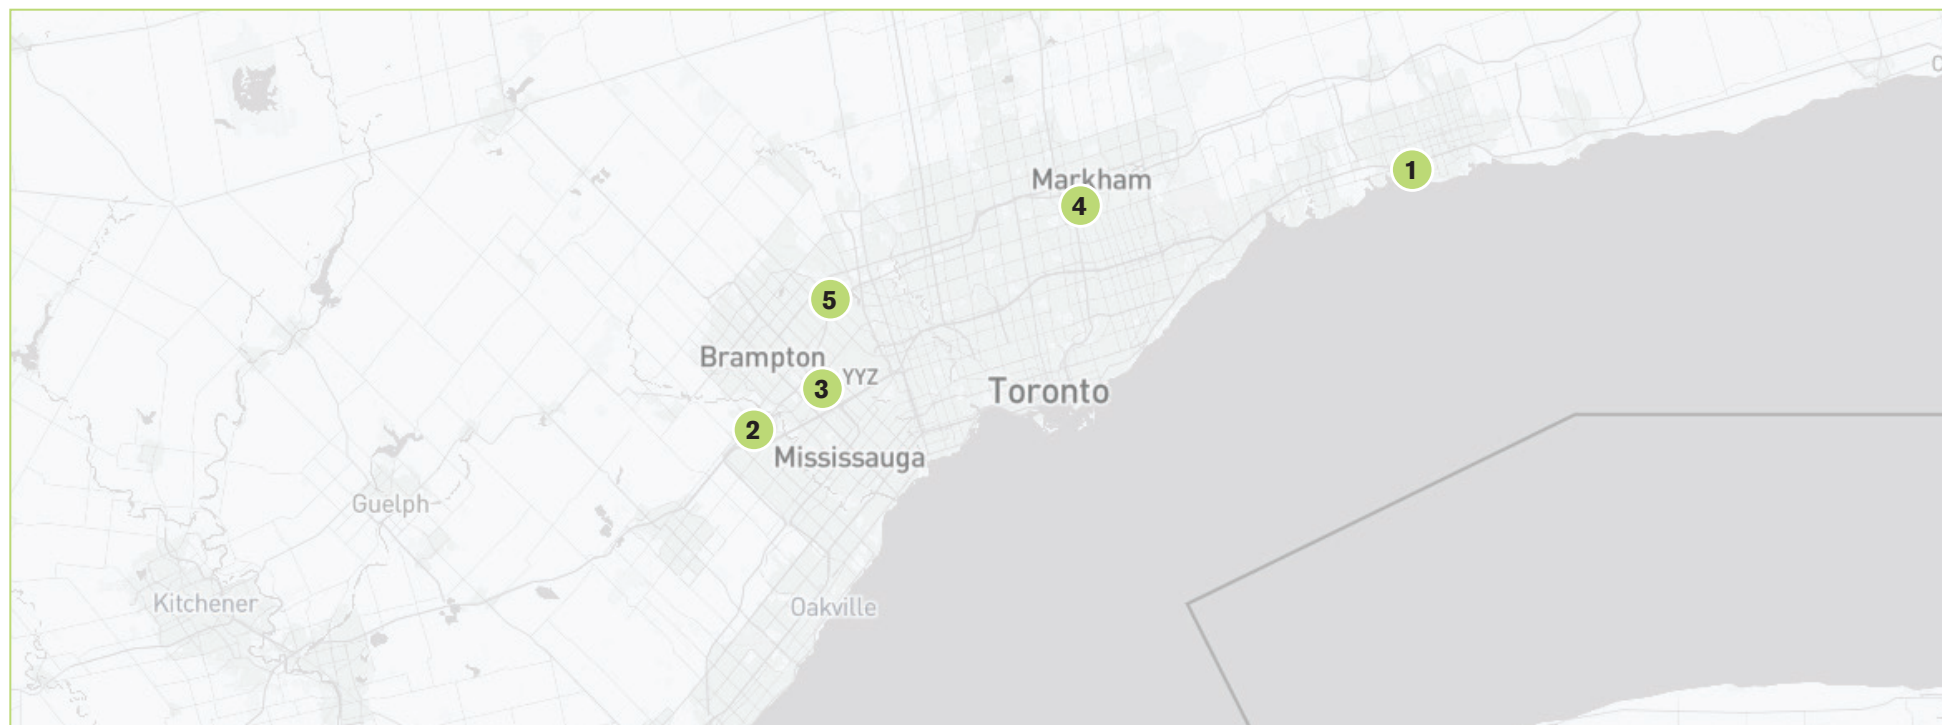 1
Markham
4
5
Brampton
3
YYZ
Toronto
2
Mississauga
Guelph
Kitchener
Oakville